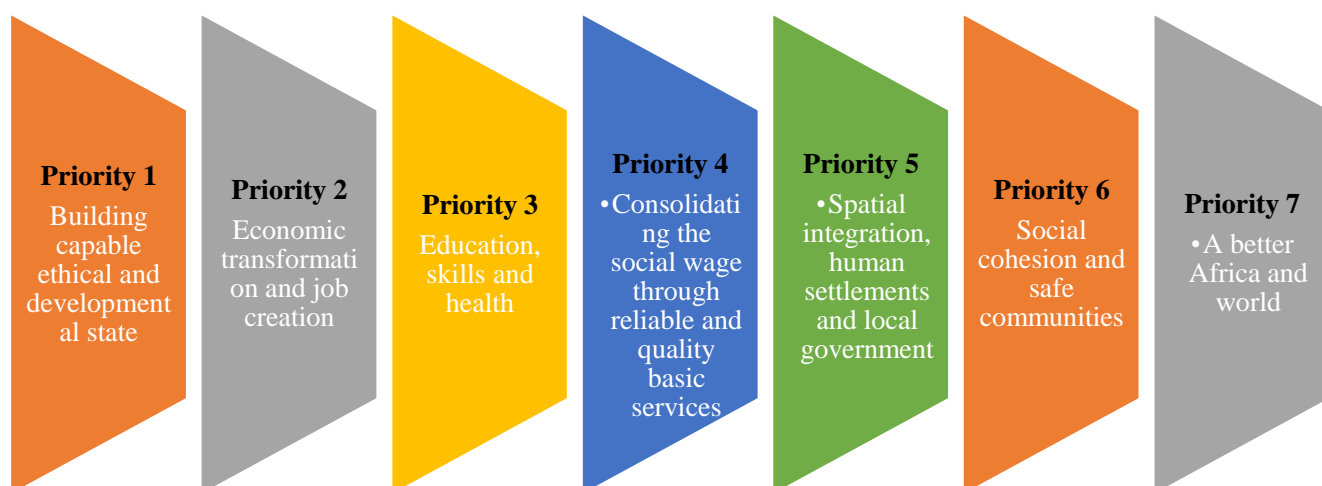 Priority 1
Building
capable
ethical and
development
al state
Priority 2
Economic
transformati
on and job
creation
Priority 3
Education,
skills and
health
Priority 4
•Consolidati
ng the
social wage
through
reliable and
quality
basic
services
Priority 5
•Spatial
integration,
human
settlements
and local
government
Priority 6
Social
cohesion and
safe
communities
Priority 7
•A better
Africa and
world